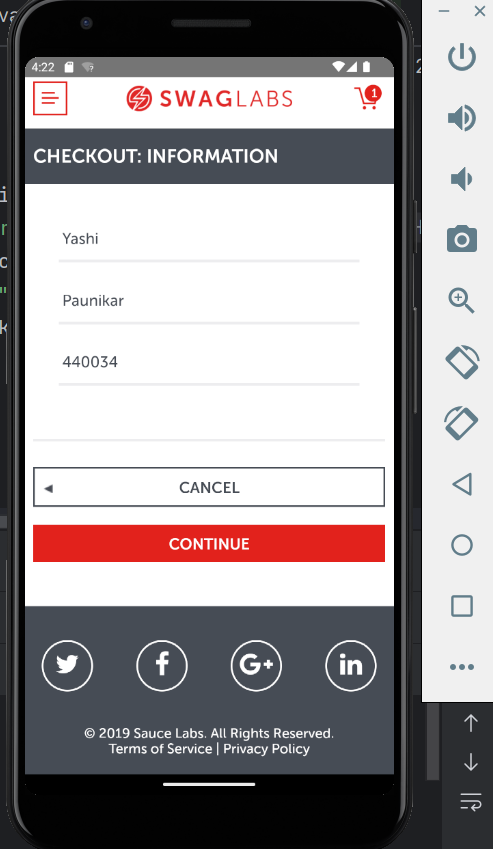 4:22
SWAGLABS
1
CHECKOUT: INFORMATION
Yashi
Paunikar
440034
CANCEL
CONTINUE
© 2019 Sauce Labs. All Rights Reserved.
Terms of Service | Privacy Policy